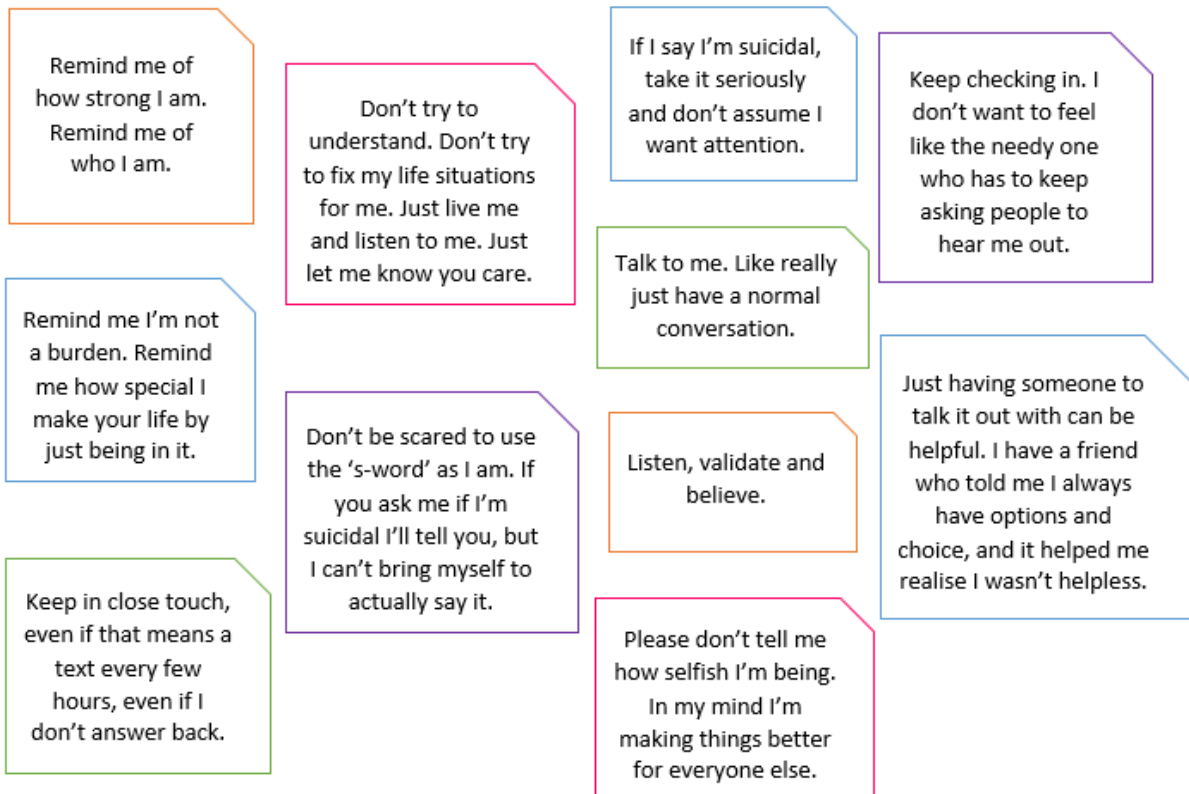 Remind me of
how strong I am.
Remind me of
who I am.
Don’t try to
understand. Don’t try
to fix my life situations
for me. Just live me
and listen to me. Just
let me know you care.
If I say I’m suicidal,
take it seriously
and don’t assume I
want attention.
Keep checking in. I
don’t want to feel
like the needy one
who has to keep
asking people to
hear me out.
Remind me I’m not
a burden. Remind
me how special I
make your life by
just being in it.
Don’t be scared to use
the ‘s-word’ as I am. If
you ask me if I’m
suicidal I’ll tell you, but
I can’t bring myself to
actually say it.
Talk to me. Like really
just have a normal
conversation.
Listen, validate and
believe.
Just having someone to
talk it out with can be
helpful. I have a friend
who told me I always
have options and
choice, and it helped me
realise I wasn’t helpless.
Keep in close touch,
even if that means a
text every few
hours, even if I
don’t answer back.
Please don’t tell me
how selfish I’m being.
In my mind I’m
making things better
for everyone else.